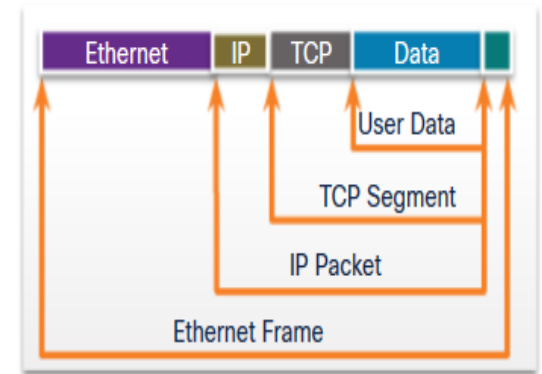 Ethernet IP TCP Data
User Data
TCP Segment
IP Packet
Ethernet Frame